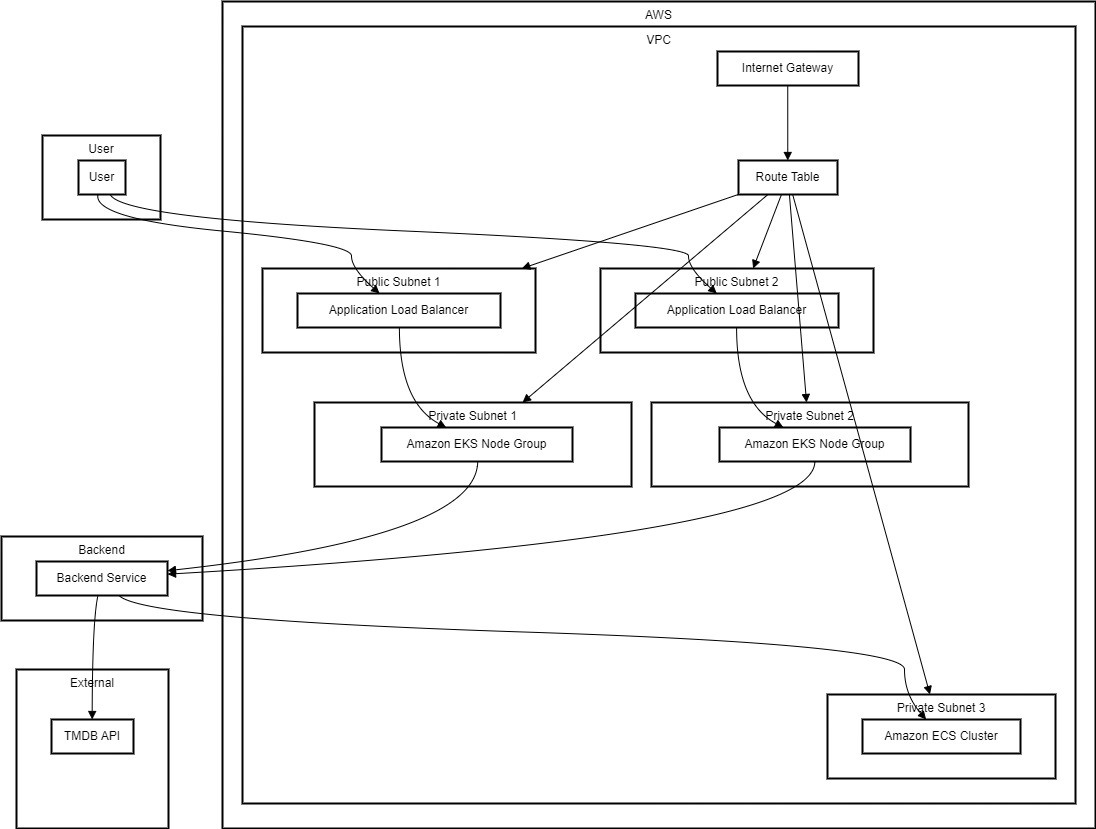 AWS
VPC
Internet Gateway
User
User
Route Table
Public Subnet 1
Public Subnet 2
Application Load Balancer
Application Load Balancer
Private Subnet 1
Private Subnet 2
Amazon EKS Node Group
Amazon EKS Node Group
Backend
Backend Service
External
TMDB API
Private Subnet 3
Amazon ECS Cluster